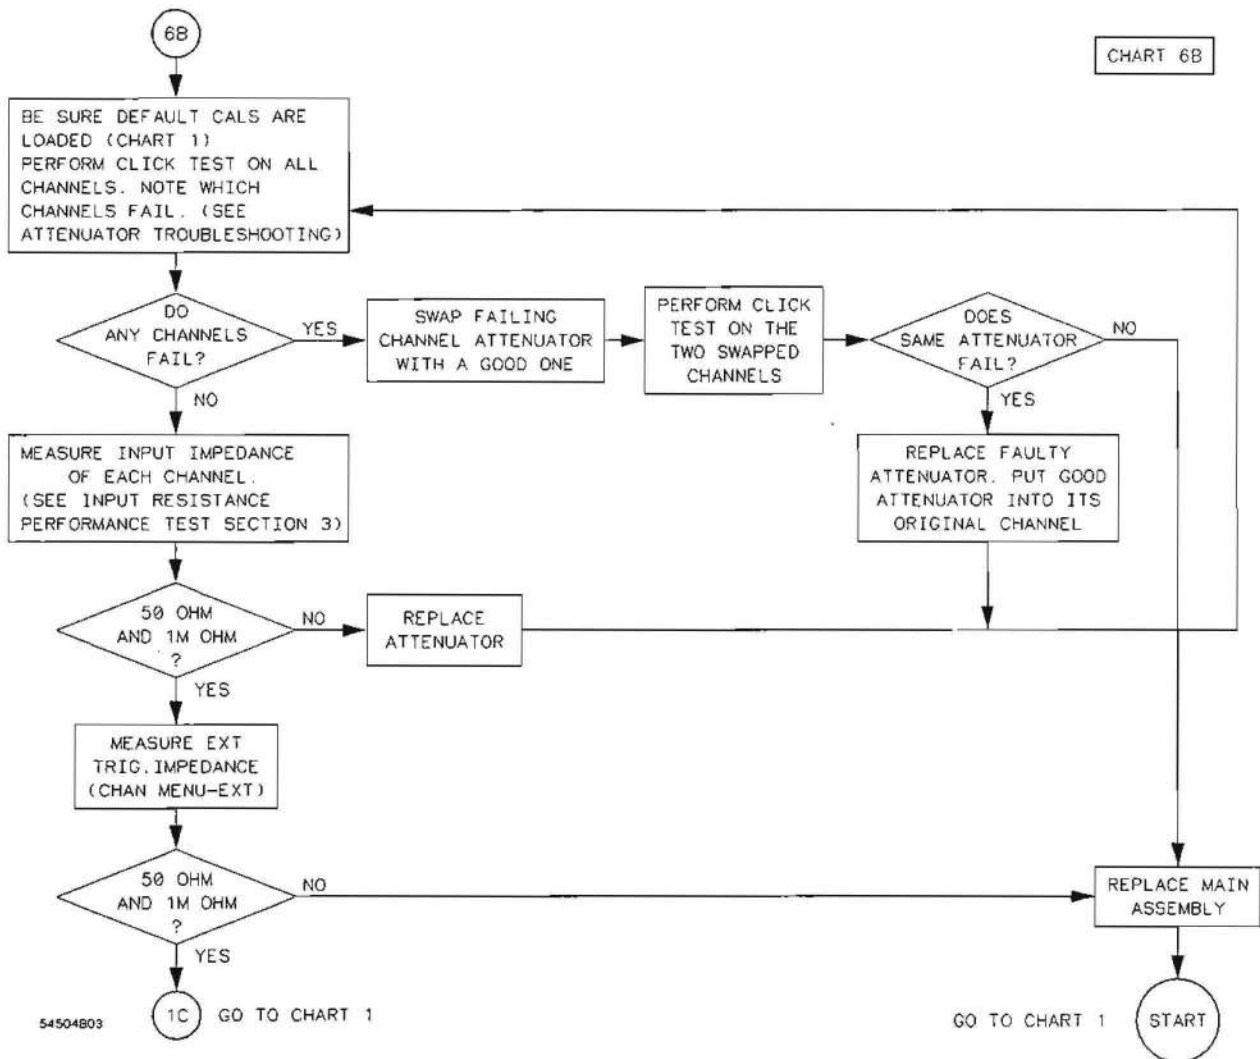 6B
CHART 6B
BE SURE DEFAULT CALS ARE
LOADED (CHART 1)
PERFORM CLICK TEST ON ALL
CHANNELS. NOTE WHICH
CHANNELS FAIL. (SEE
ATTENUATOR TROUBLESHOOTING)
DO
ANY CHANNELS
FAIL?
YES
SWAP FAILING
CHANNEL ATTENUATOR
WITH A GOOD ONE
PERFORM CLICK
TEST ON THE
TWO SWAPPED
CHANNELS
DOES
SAME ATTENUATOR
FAIL?
NO
NO
YES
MEASURE INPUT IMPEDANCE
OF EACH CHANNEL.
(SEE INPUT RESISTANCE
PERFORMANCE TEST SECTION 3)
REPLACE FAULTY
ATTENUATOR. PUT GOOD
ATTENUATOR INTO ITS
ORIGINAL CHANNEL
50 OHM
AND 1M OHM
?
NO
REPLACE
ATTENUATOR
YES
MEASURE EXT
TRIG.IMPEDANCE
(CHAN MENU-EXT)
50 OHM
AND 1M OHM
?
NO
REPLACE MAIN
ASSEMBLY
YES
54504B03
1C
GO TO CHART 1
GO TO CHART 1
START